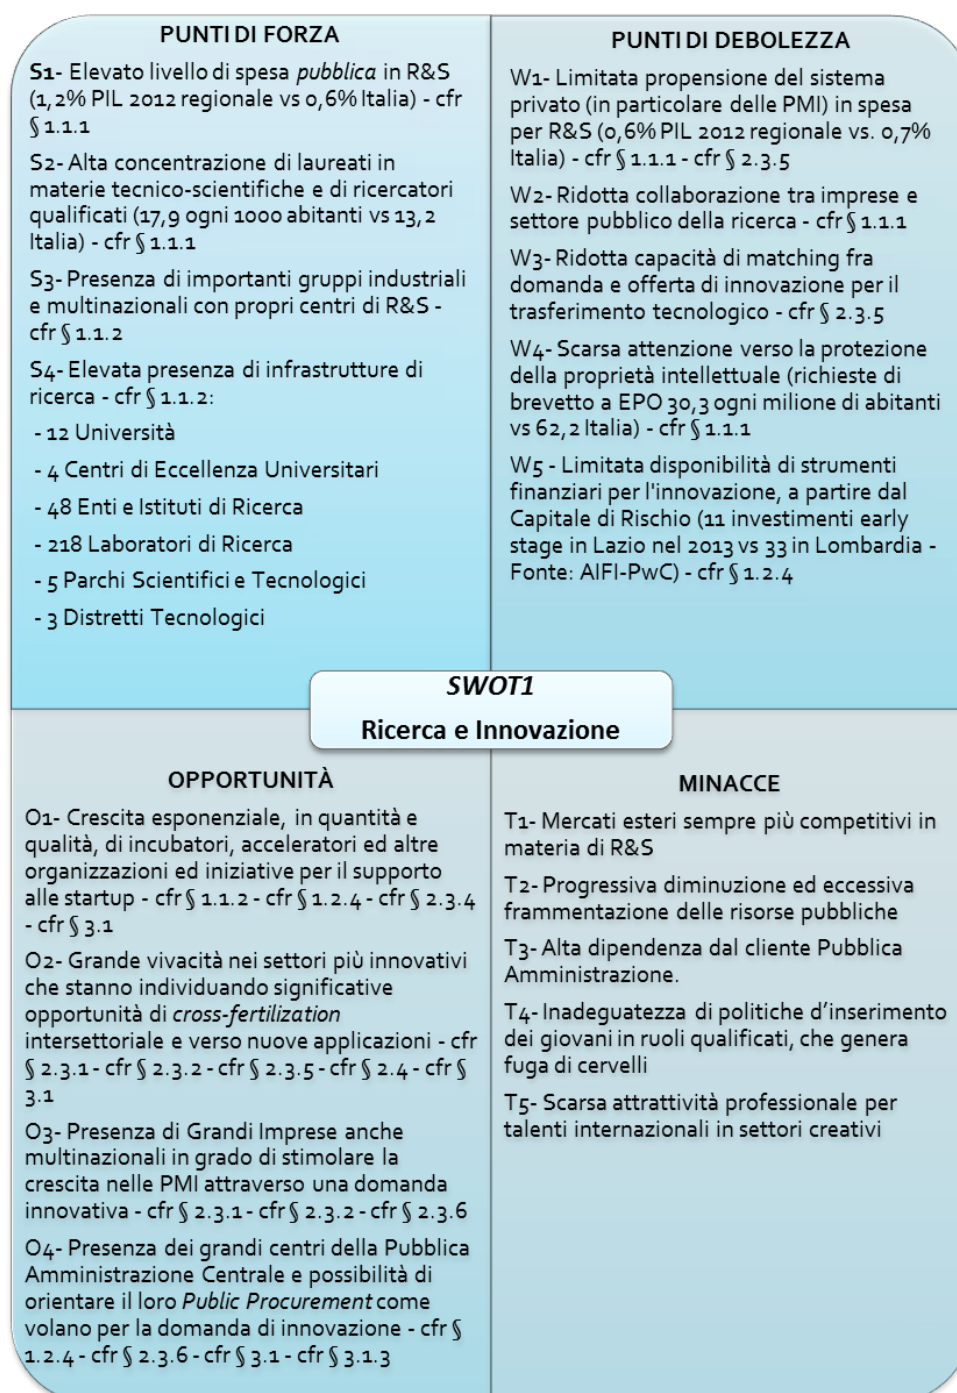 PUNTI DI FORZA
S1- Elevato livello di spesa pubblica in R&S
(1,2% PIL 2012 regionale vs 0,6% Italia) - cfr
§ 1.1.1
S2- Alta concentrazione di laureati in
materie tecnico-scientifiche e di ricercatori
qualificati (17,9 ogni 1000 abitanti vs 13,2
Italia) - cfr § 1.1.1
S3- Presenza di importanti gruppi industriali
e multinazionali con propri centri di R&S -
cfr § 1.1.2
S4- Elevata presenza di infrastrutture di
ricerca - cfr § 1.1.2:
- 12 Università
- 4 Centri di Eccellenza Universitari
- 48 Enti e Istituti di Ricerca
- 218 Laboratori di Ricerca
- 5 Parchi Scientifici e Tecnologici
- 3 Distretti Tecnologici
PUNTI DI DEBOLEZZA
W1- Limitata propensione del sistema
privato (in particolare delle PMI) in spesa
per R&S (0,6% PIL 2012 regionale vs. 0,7%
Italia) - cfr § 1.1.1 - cfr § 2.3.5
W2- Ridotta collaborazione tra imprese e
settore pubblico della ricerca - cfr § 1.1.1
W3- Ridotta capacità di matching fra
domanda e offerta di innovazione per il
trasferimento tecnologico - cfr § 2.3.5
W4- Scarsa attenzione verso la protezione
della proprietà intellettuale (richieste di
brevetto a EPO 30,3 ogni milione di abitanti
vs 62,2 Italia) - cfr § 1.1.1
W5 - Limitata disponibilità di strumenti
finanziari per l'innovazione, a partire dal
Capitale di Rischio (11 investimenti early
stage in Lazio nel 2013 vs 33 in Lombardia -
Fonte: AIFI-PwC) - cfr § 1.2.4
SWOT1
Ricerca e Innovazione
OPPORTUNITÀ
O1- Crescita esponenziale, in quantità e
qualità, di incubatori, acceleratori ed altre
organizzazioni ed iniziative per il supporto
alle startup - cfr § 1.1.2 - cfr § 1.2.4 - cfr § 2.3.4
- cfr § 3.1
O2- Grande vivacità nei settori più innovativi
che stanno individuando significative
opportunità di cross-fertilization
intersettoriale e verso nuove applicazioni - cfr
§ 2.3.1 - cfr § 2.3.2 - cfr § 2.3.5 - cfr § 2.4 - cfr §
3.1
O3- Presenza di Grandi Imprese anche
multinazionali in grado di stimolare la
crescita nelle PMI attraverso una domanda
innovativa - cfr § 2.3.1 - cfr § 2.3.2 - cfr § 2.3.6
O4- Presenza dei grandi centri della Pubblica
Amministrazione Centrale e possibilità di
orientare il loro Public Procurement come
volano per la domanda di innovazione - cfr §
1.2.4 - cfr § 2.3.6 - cfr § 3.1 - cfr § 3.1.3
MINACCE
T1- Mercati esteri sempre più competitivi in
materia di R&S
T2- Progressiva diminuzione ed eccessiva
frammentazione delle risorse pubbliche
T3- Alta dipendenza dal cliente Pubblica
Amministrazione.
T4- Inadeguatezza di politiche d’inserimento
dei giovani in ruoli qualificati, che genera
fuga di cervelli
T5- Scarsa attrattività professionale per
talenti internazionali in settori creativi